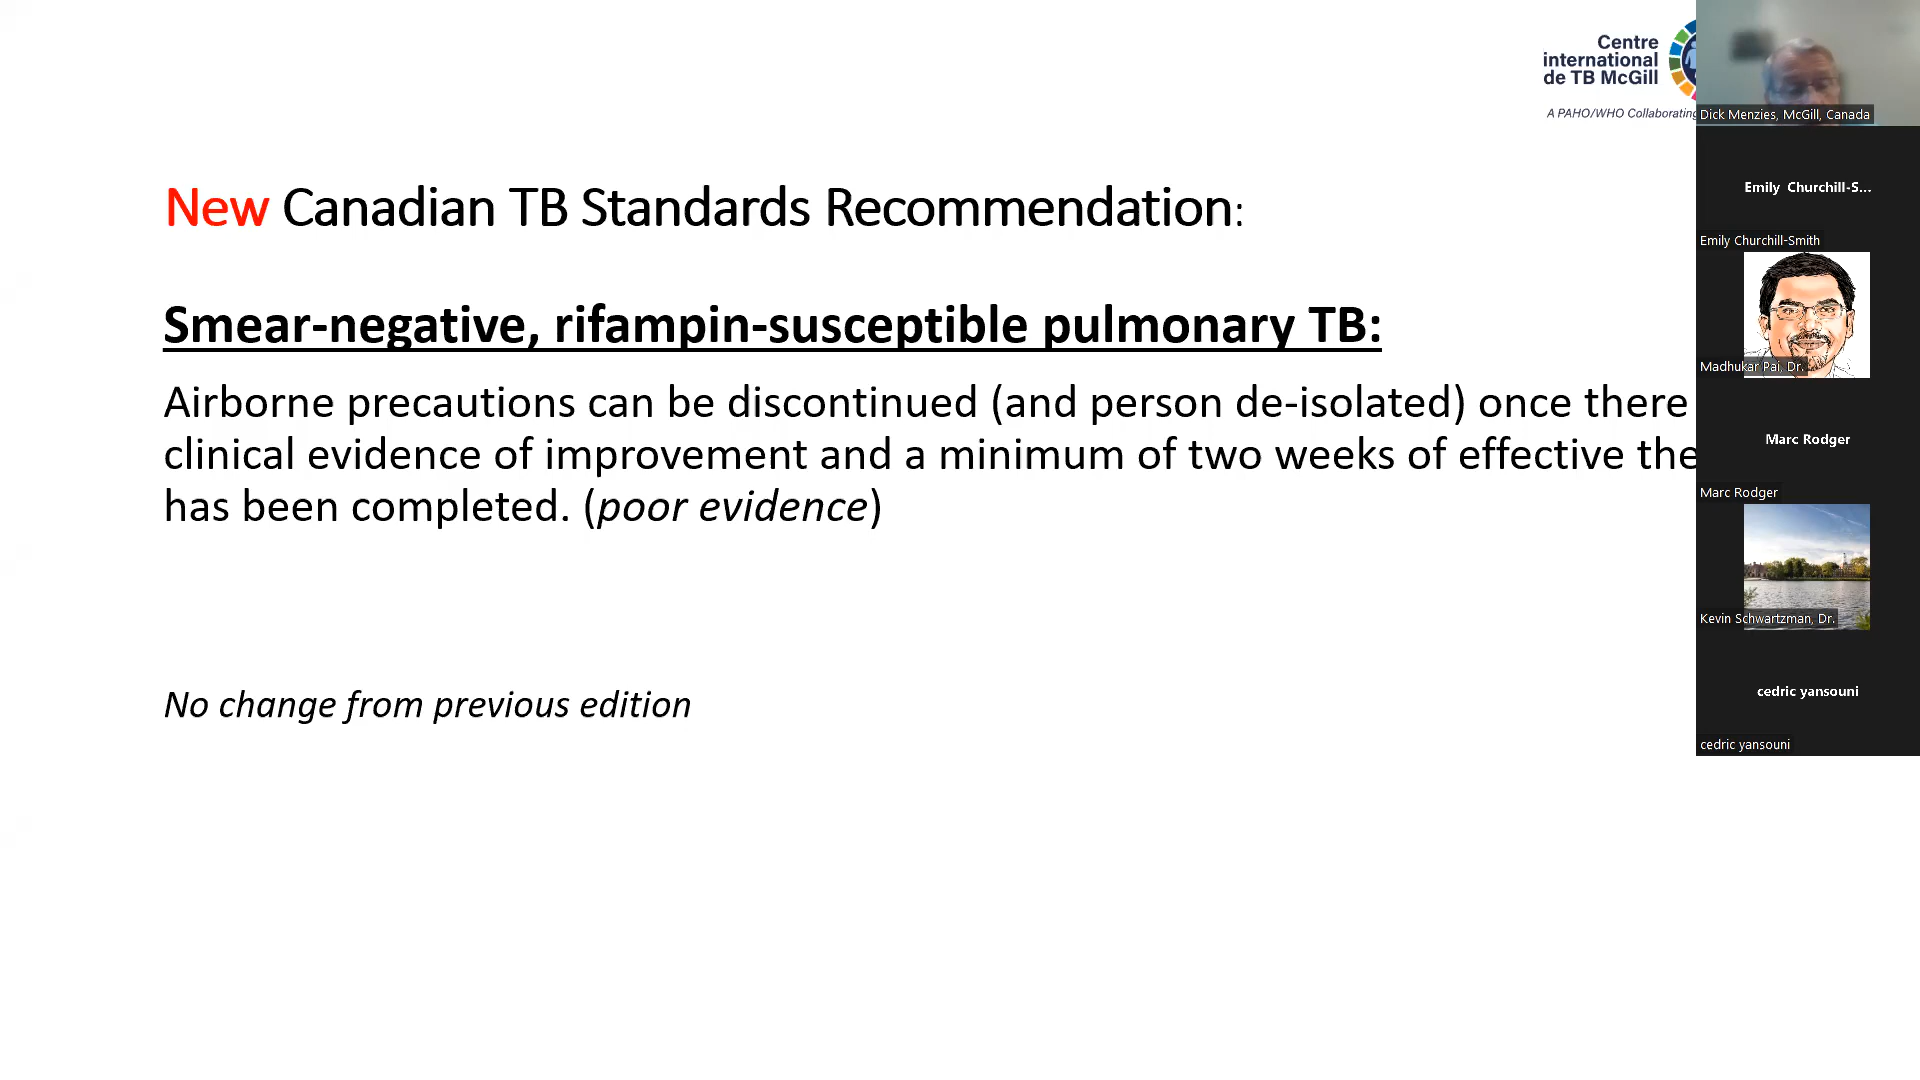 Centre
international
de TB McGill
A PAHO/WHO Collaborating
New Canadian TB Standards Recommendation:
Smear-negative, rifampin-susceptible pulmonary TB:
Airborne precautions can be discontinued (and person de-isolated) once there
clinical evidence of improvement and a minimum of two weeks of effective the
has been completed. (poor evidence)
No change from previous edition
Dick Menzies, McGill, Canada
Emily Churchill-S...
Emily Churchill-Smith
Madhukar Pai, Dr.
Marc Rodger
Marc Rodger
Kevin Schwartzman, Dr.
cedric yansouni
cedric yansouni